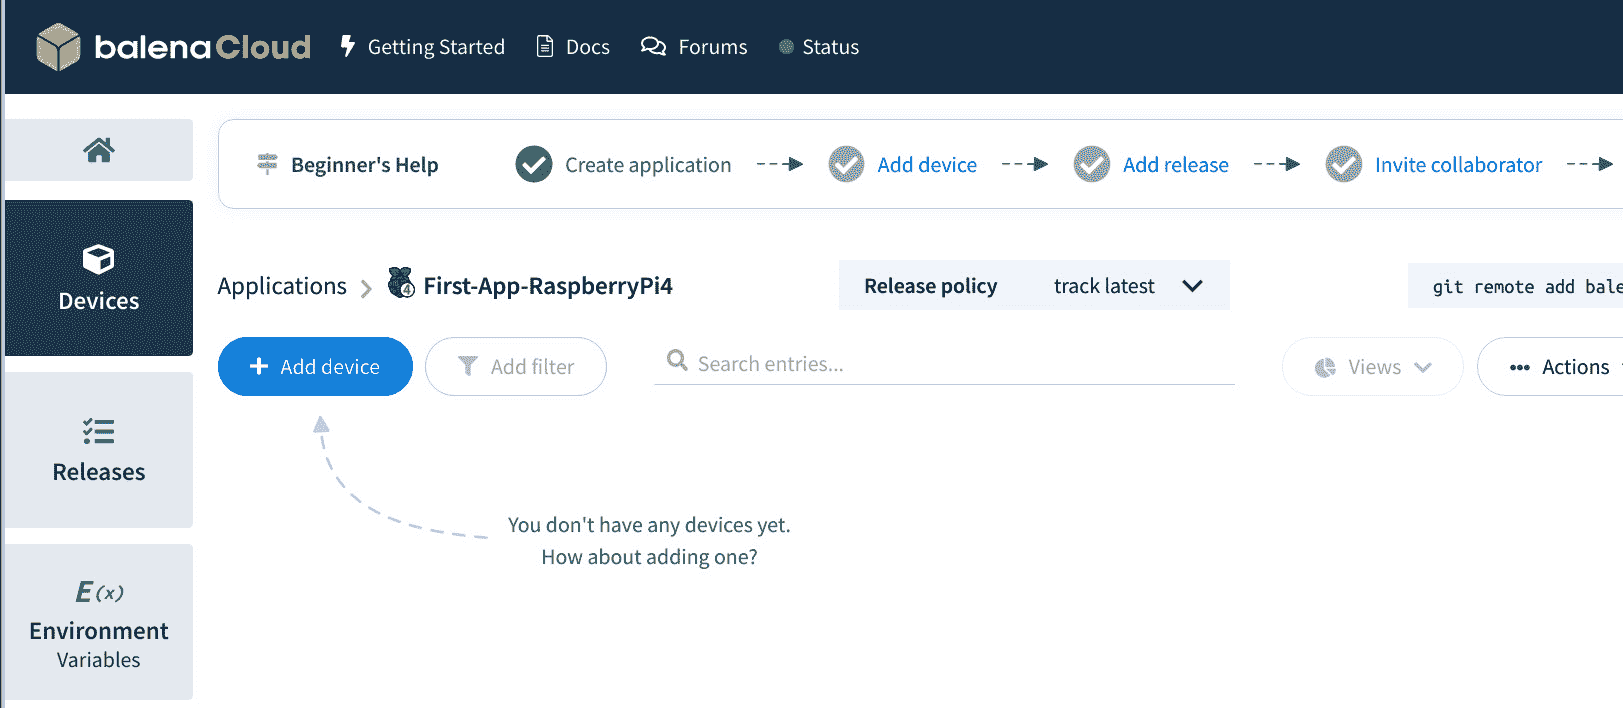 balenaCloud Getting Started Docs Forums Status
Beginner's Help Create application Add device Add release Invite collaborator
Devices
Applications First-App-RaspberryPi4 Release policy track latest git remote add bale
Add device Add filter Search entries... Views Actions
Releases
You don't have any devices yet.
How about adding one?
E(x)
Environment
Variables